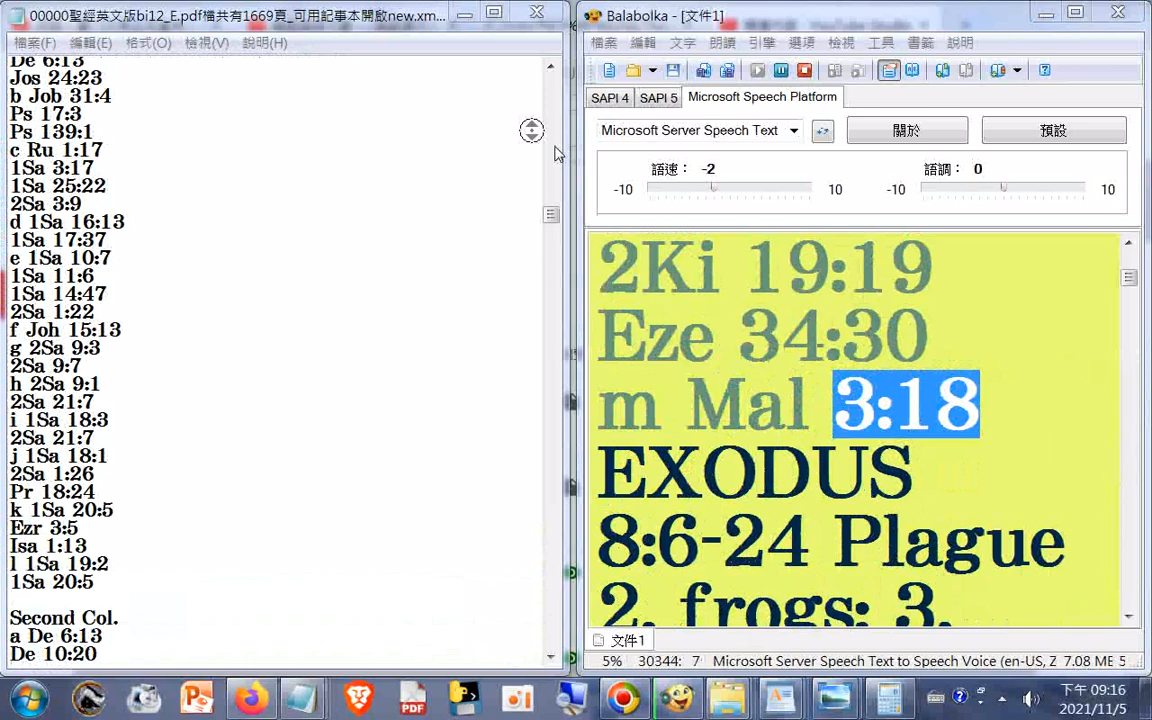 00000聖經英文版bi12_E.pdf檔共有1669頁_可用記事本開啟new.xm...
檔案(F) 編輯(E) 格式(O) 檢視(V) 說明(H)
De 6:13
Jos 24:23
b Job 31:4
Ps 17:3
Ps 139:1
c Ru 1:17
1Sa 3:17
1Sa 25:22
2Sa 3:9
d 1Sa 16:13
1Sa 17:37
e 1Sa 10:7
1Sa 11:6
1Sa 14:47
2Sa 1:22
f Joh 15:13
g 2Sa 9:3
2Sa 9:7
h 2Sa 9:1
2Sa 21:7
i 1Sa 18:3
2Sa 21:7
j 1Sa 18:1
2Sa 1:26
Pr 18:24
k 1Sa 20:5
Ezr 3:5
Isa 1:13
l 1Sa 19:2
1Sa 20:5
Second Col.
a De 6:13
De 10:20
Balabolka - [文件1]
檔案 編輯 文字 朗讀 引擎 選項 檢視 工具 書籤 說明
SAPI 4 SAPI 5 Microsoft Speech Platform
Microsoft Server Speech Text 關於 預設
語速： -2 語調： 0
-10 10 -10 10
2Ki 19:19
Eze 34:30
m Mal 3:18
EXODUS
8:6-24 Plague
2, frogs; 3,
文件1
5% 30344: 7 Microsoft Server Speech Text to Speech Voice (en-US, Z 7.08 MB 5
下午 09:16
2021/11/5